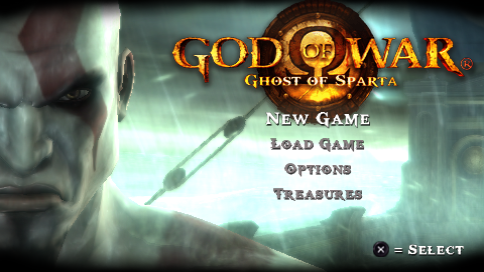 GOD OF WAR®
GHOST OF SPARTA
NEW GAME
LOAD GAME
OPTIONS
TREASURES
X = SELECT